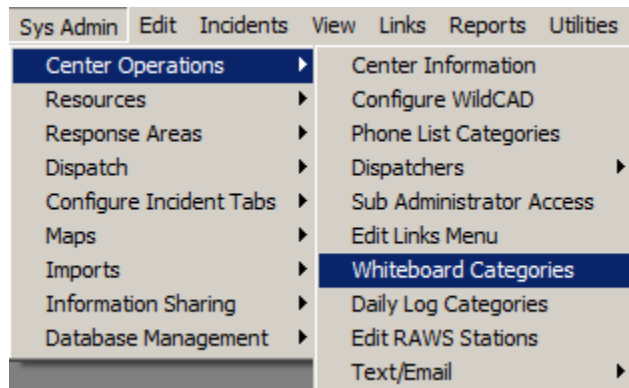 Sys Admin Edit Incidents View Links Reports Utilities
Center Operations
Resources
Response Areas
Dispatch
Configure Incident Tabs
Maps
Imports
Information Sharing
Database Management
Center Information
Configure WildCAD
Phone List Categories
Dispatchers
Sub Administrator Access
Edit Links Menu
Whiteboard Categories
Daily Log Categories
Edit RAWS Stations
Text/Email